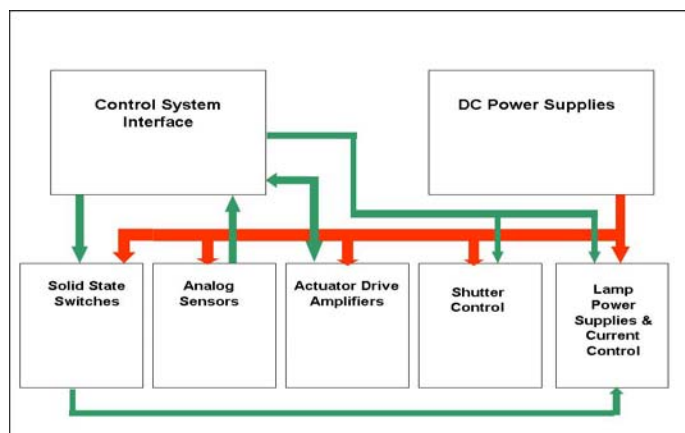 Control System
Interface
DC Power Supplies
Solid State
Switches
Analog
Sensors
Actuator Drive
Amplifiers
Shutter
Control
Lamp
Power
Supplies &
Current
Control